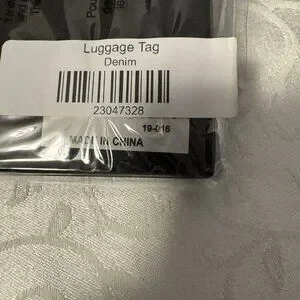 Luggage Tag
Denim
23047328
19-016
MADE IN CHINA